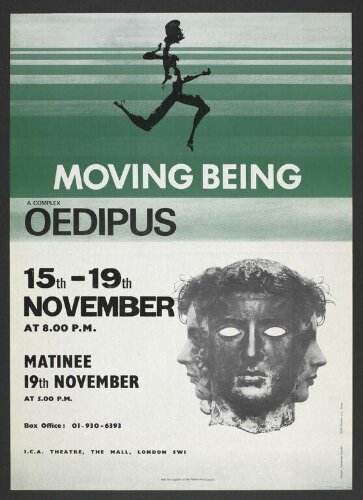 MOVING BEING
A COMPLEX
OEDIPUS
15th – 19th
NOVEMBER
AT 8.00 P.M.
MATINEE
19th NOVEMBER
AT 5.00 P.M.
Box Office: 01-930-6393
I.C.A. THEATRE, THE MALL, LONDON SW1